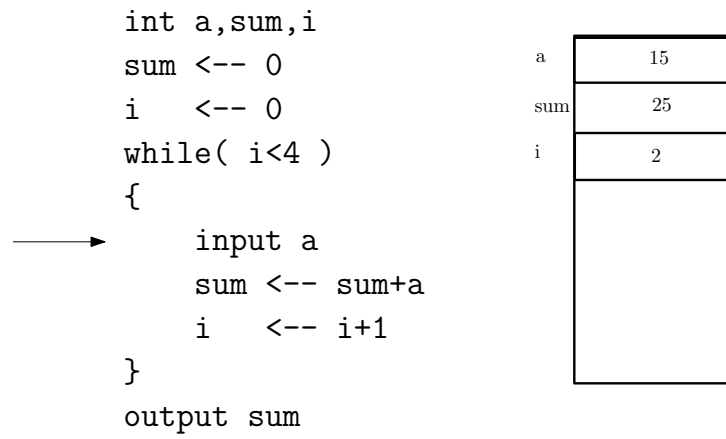 int a,sum,i
sum <-- 0
i   <-- 0
while( i<4 )
{
    input a
    sum <-- sum+a
    i   <-- i+1
}
output sum
a 15
sum 25
i 2